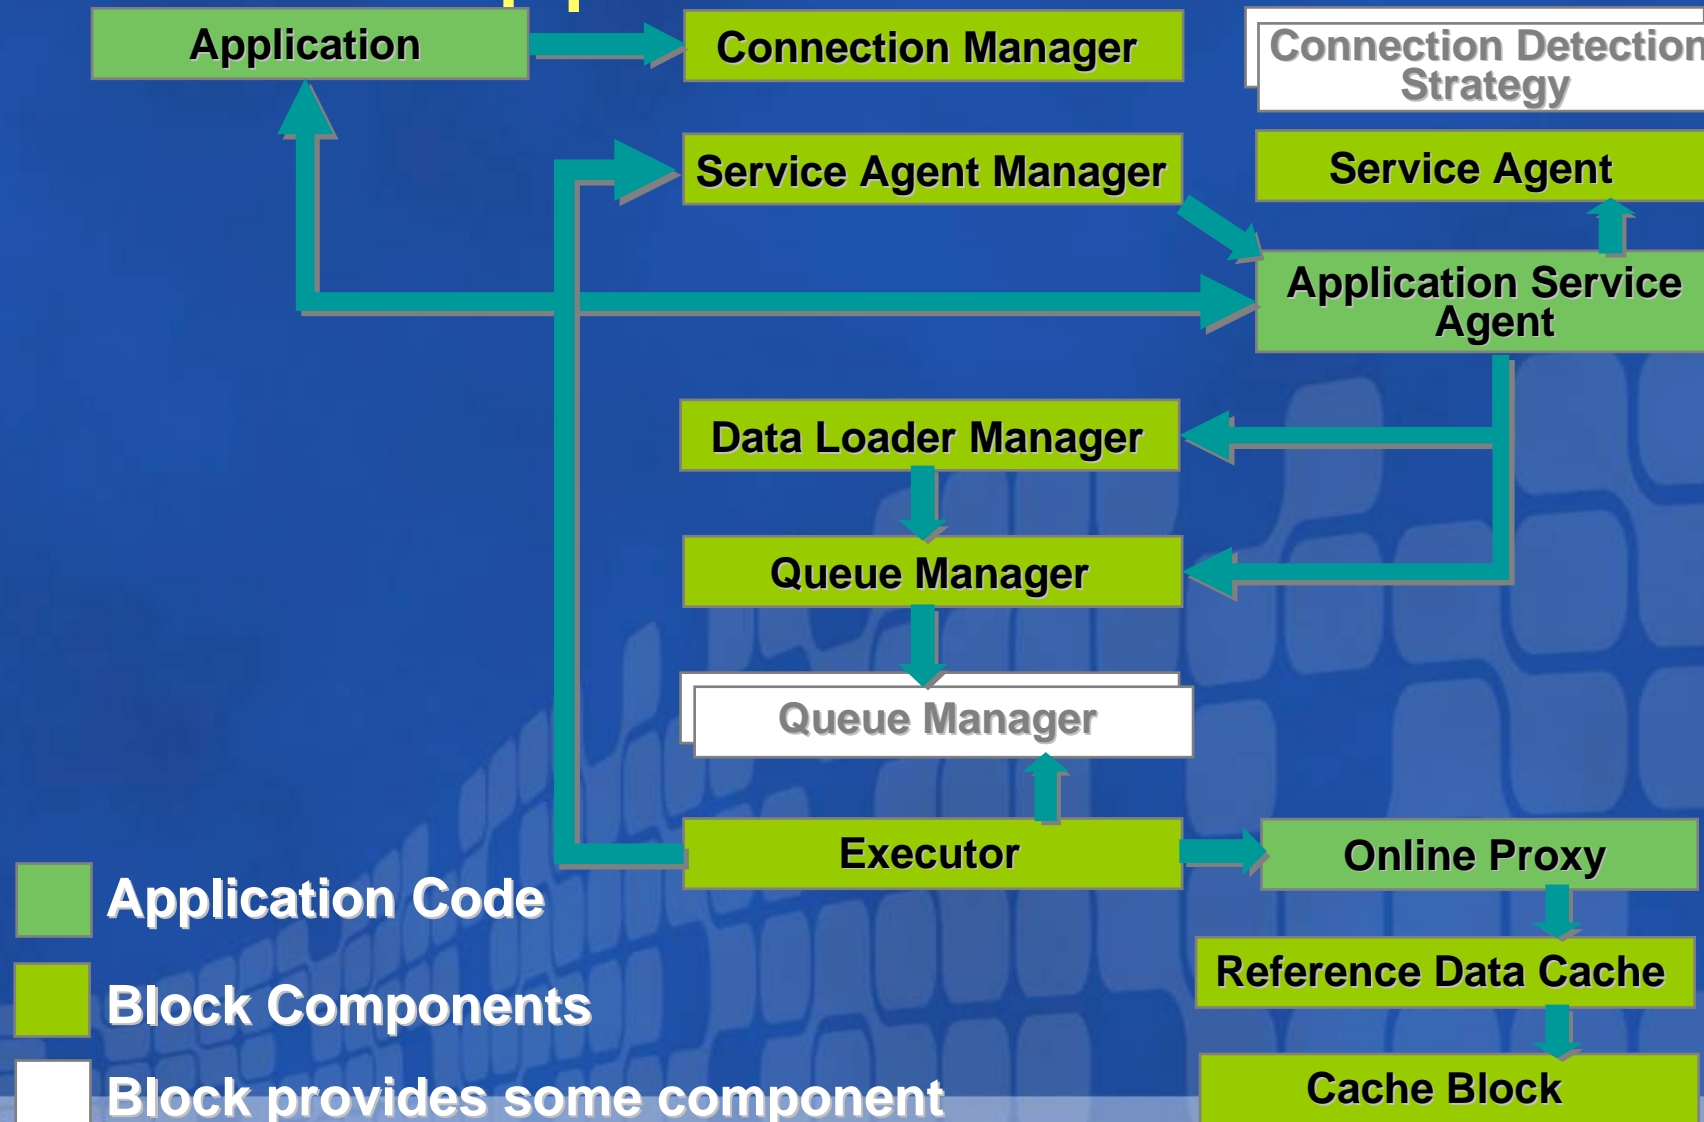 Application
Connection Manager
Connection Detection
Strategy
Service Agent Manager
Service Agent
Application Service
Agent
Data Loader Manager
Queue Manager
Queue Manager
Executor
Online Proxy
Application Code
Reference Data Cache
Block Components
Cache Block
Block provides some component